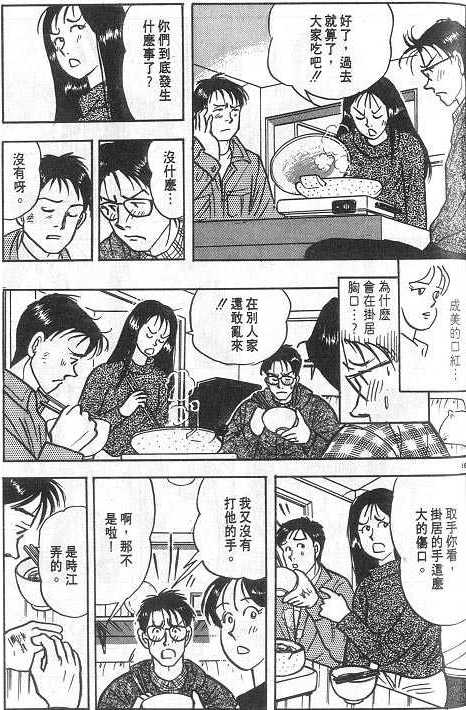 好了，過去
就算了，
大家吃吧!!
你們到底發生
什麼事了？
沒什麼…
沒有呀。
成美的口紅…
為什麼
會在掛居
胸口…？
在別人家
還敢亂來
!!
取手你看，
掛居的手這麼
大的傷口。
我又沒有
打他的手。
啊，那不
是啦！
是時江
弄的。